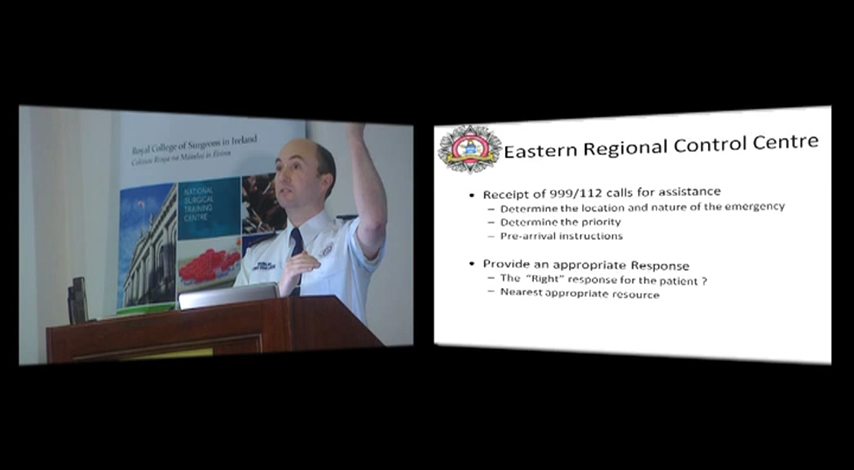 Royal College of Surgeons in Ireland
Coláiste Ríoga na Máinleá in Éirinn
NATIONAL
SURGICAL
TRAINING
CENTRE
Eastern Regional Control Centre
• Receipt of 999/112 calls for assistance
– Determine the location and nature of the emergency
– Determine the priority
– Pre-arrival instructions
• Provide an appropriate Response
– The "Right" response for the patient ?
– Nearest appropriate resource